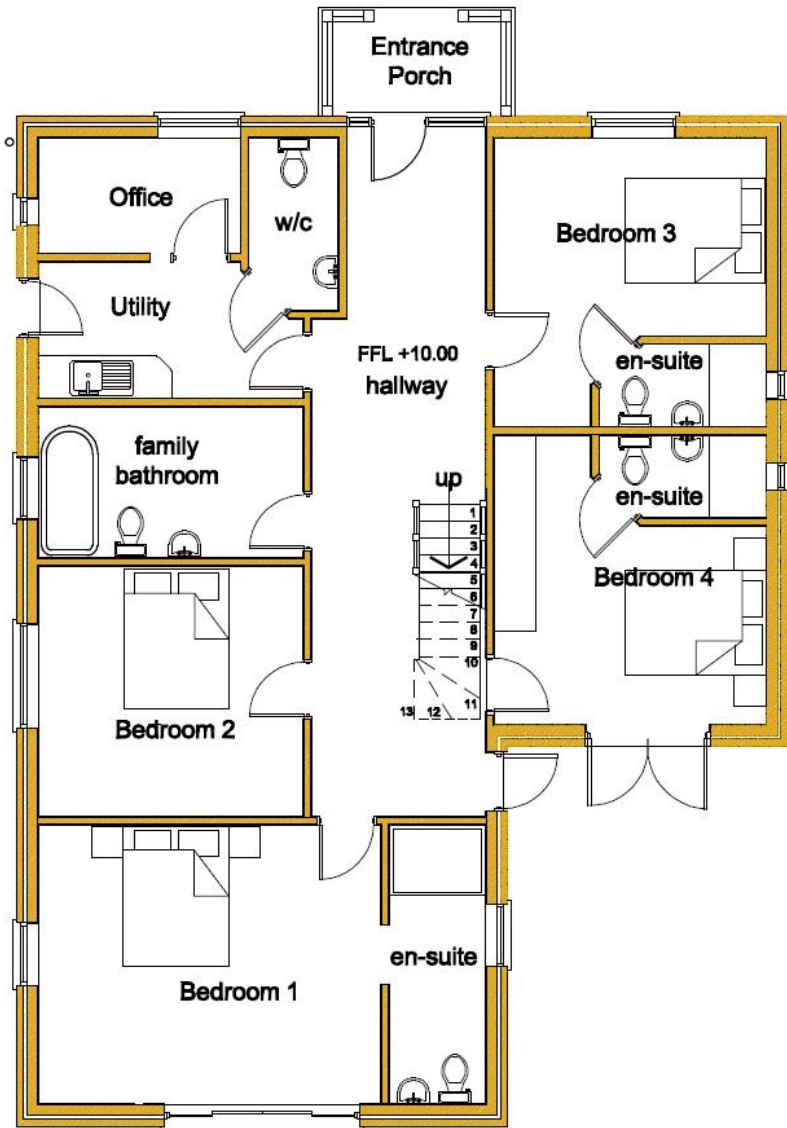 Entrance
Porch
Office
w/c
Bedroom 3
Utility
FFL +10.00
hallway
en-suite
family
bathroom
up
en-suite
1
2
3
4
5
6
7
8
9
10
11
12
13
Bedroom 4
Bedroom 2
en-suite
Bedroom 1